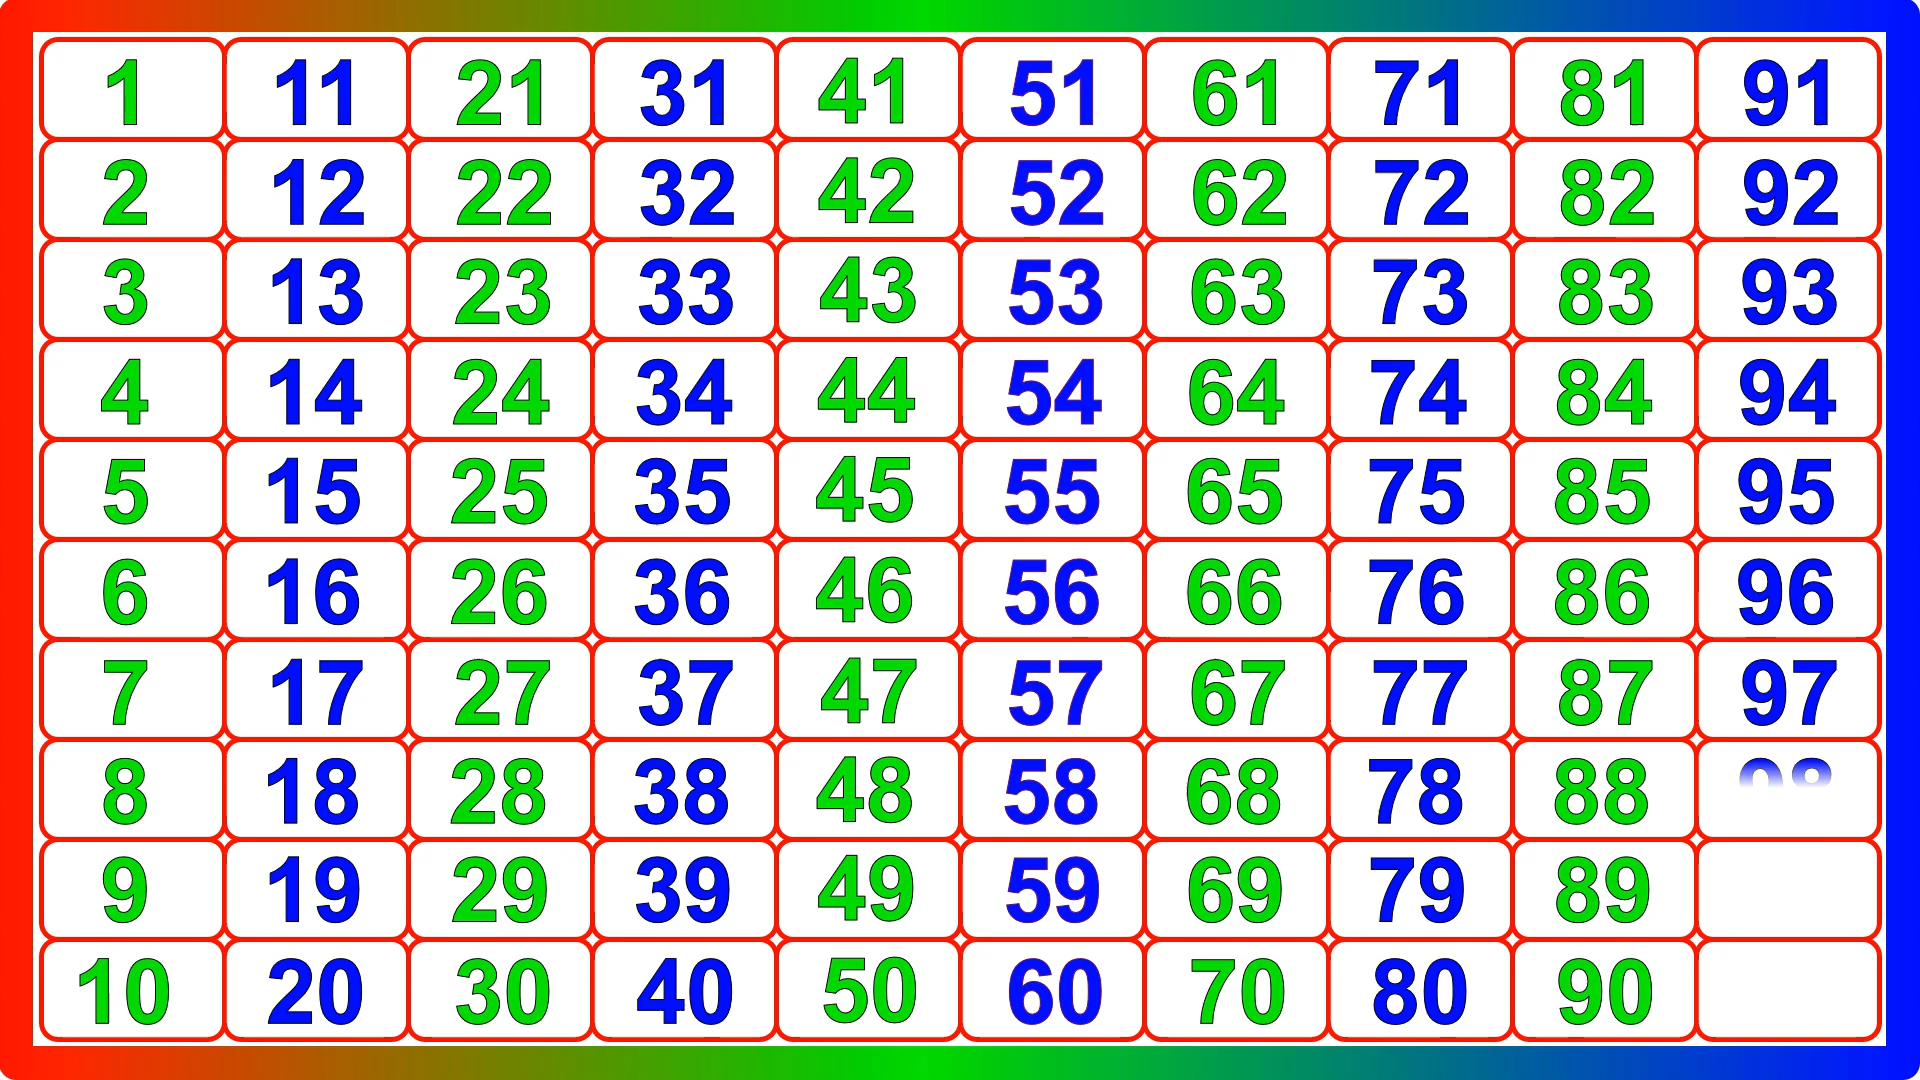 1 11 21 31 41 51 61 71 81 91
2 12 22 32 42 52 62 72 82 92
3 13 23 33 43 53 63 73 83 93
4 14 24 34 44 54 64 74 84 94
5 15 25 35 45 55 65 75 85 95
6 16 26 36 46 56 66 76 86 96
7 17 27 37 47 57 67 77 87 97
8 18 28 38 48 58 68 78 88
9 19 29 39 49 59 69 79 89
10 20 30 40 50 60 70 80 90